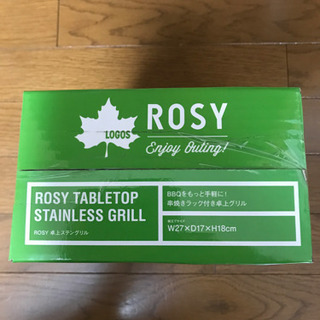 LOGOS
ROSY
Enjoy Outing!
ROSY TABLETOP
STAINLESS GRILL
ROSY 卓上ステングリル
BBQをもっと手軽に!
串焼きラック付き卓上グリル
W27×D17×H18cm